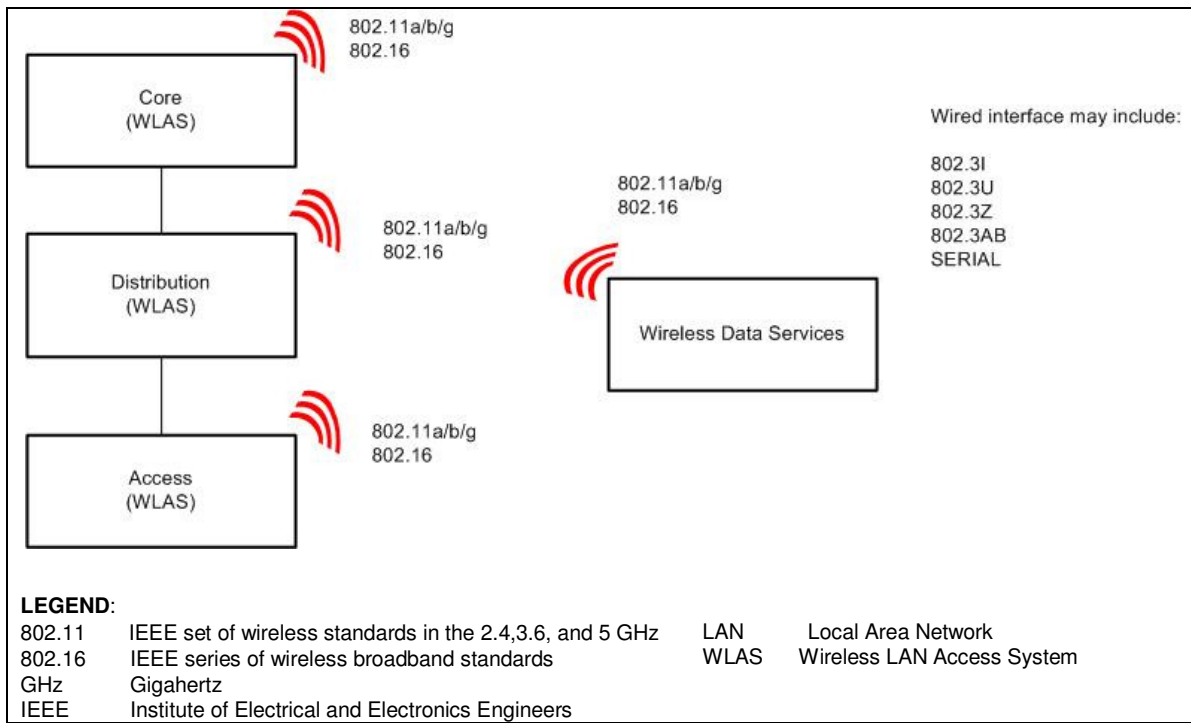 802.11a/b/g
802.16
Core
(WLAS)
802.11a/b/g
802.16
Distribution
(WLAS)
802.11a/b/g
802.16
Access
(WLAS)
802.11a/b/g
802.16
Wireless Data Services
Wired interface may include:
802.3I
802.3U
802.3Z
802.3AB
SERIAL
LEGEND:
802.11 IEEE set of wireless standards in the 2.4,3.6, and 5 GHz
802.16 IEEE series of wireless broadband standards
GHz Gigahertz
IEEE Institute of Electrical and Electronics Engineers
LAN Local Area Network
WLAS Wireless LAN Access System